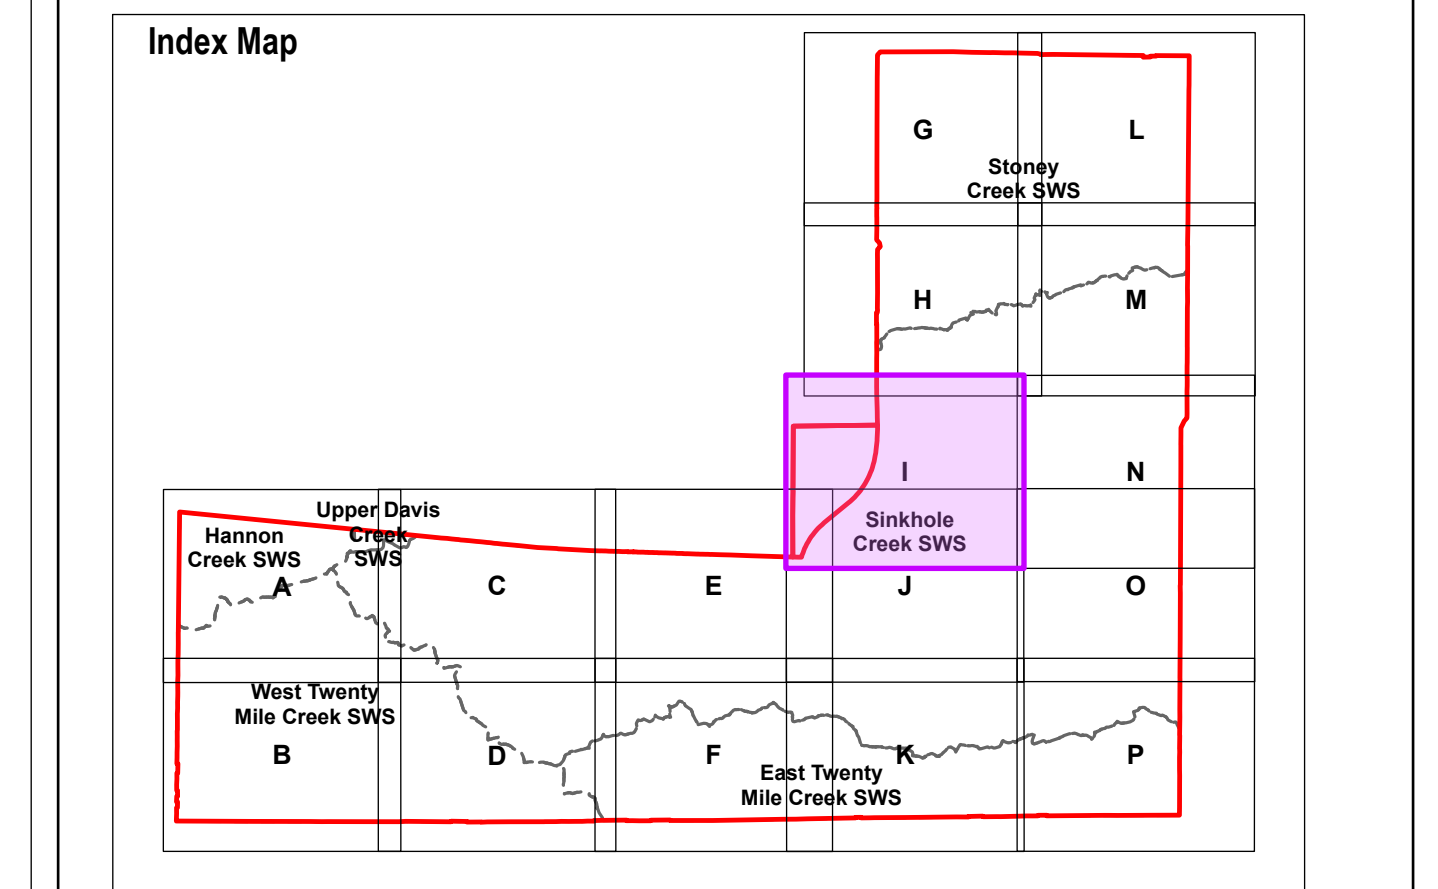 Index Map
G
L
Stoney
Creek SWS
H
M
I
N
Sinkhole
Creek SWS
Upper Davis
Creek
SWS
Hannon
Creek SWS
A
C
E
J
O
West Twenty
Mile Creek SWS
B
D
F
K
P
East Twenty
Mile Creek SWS